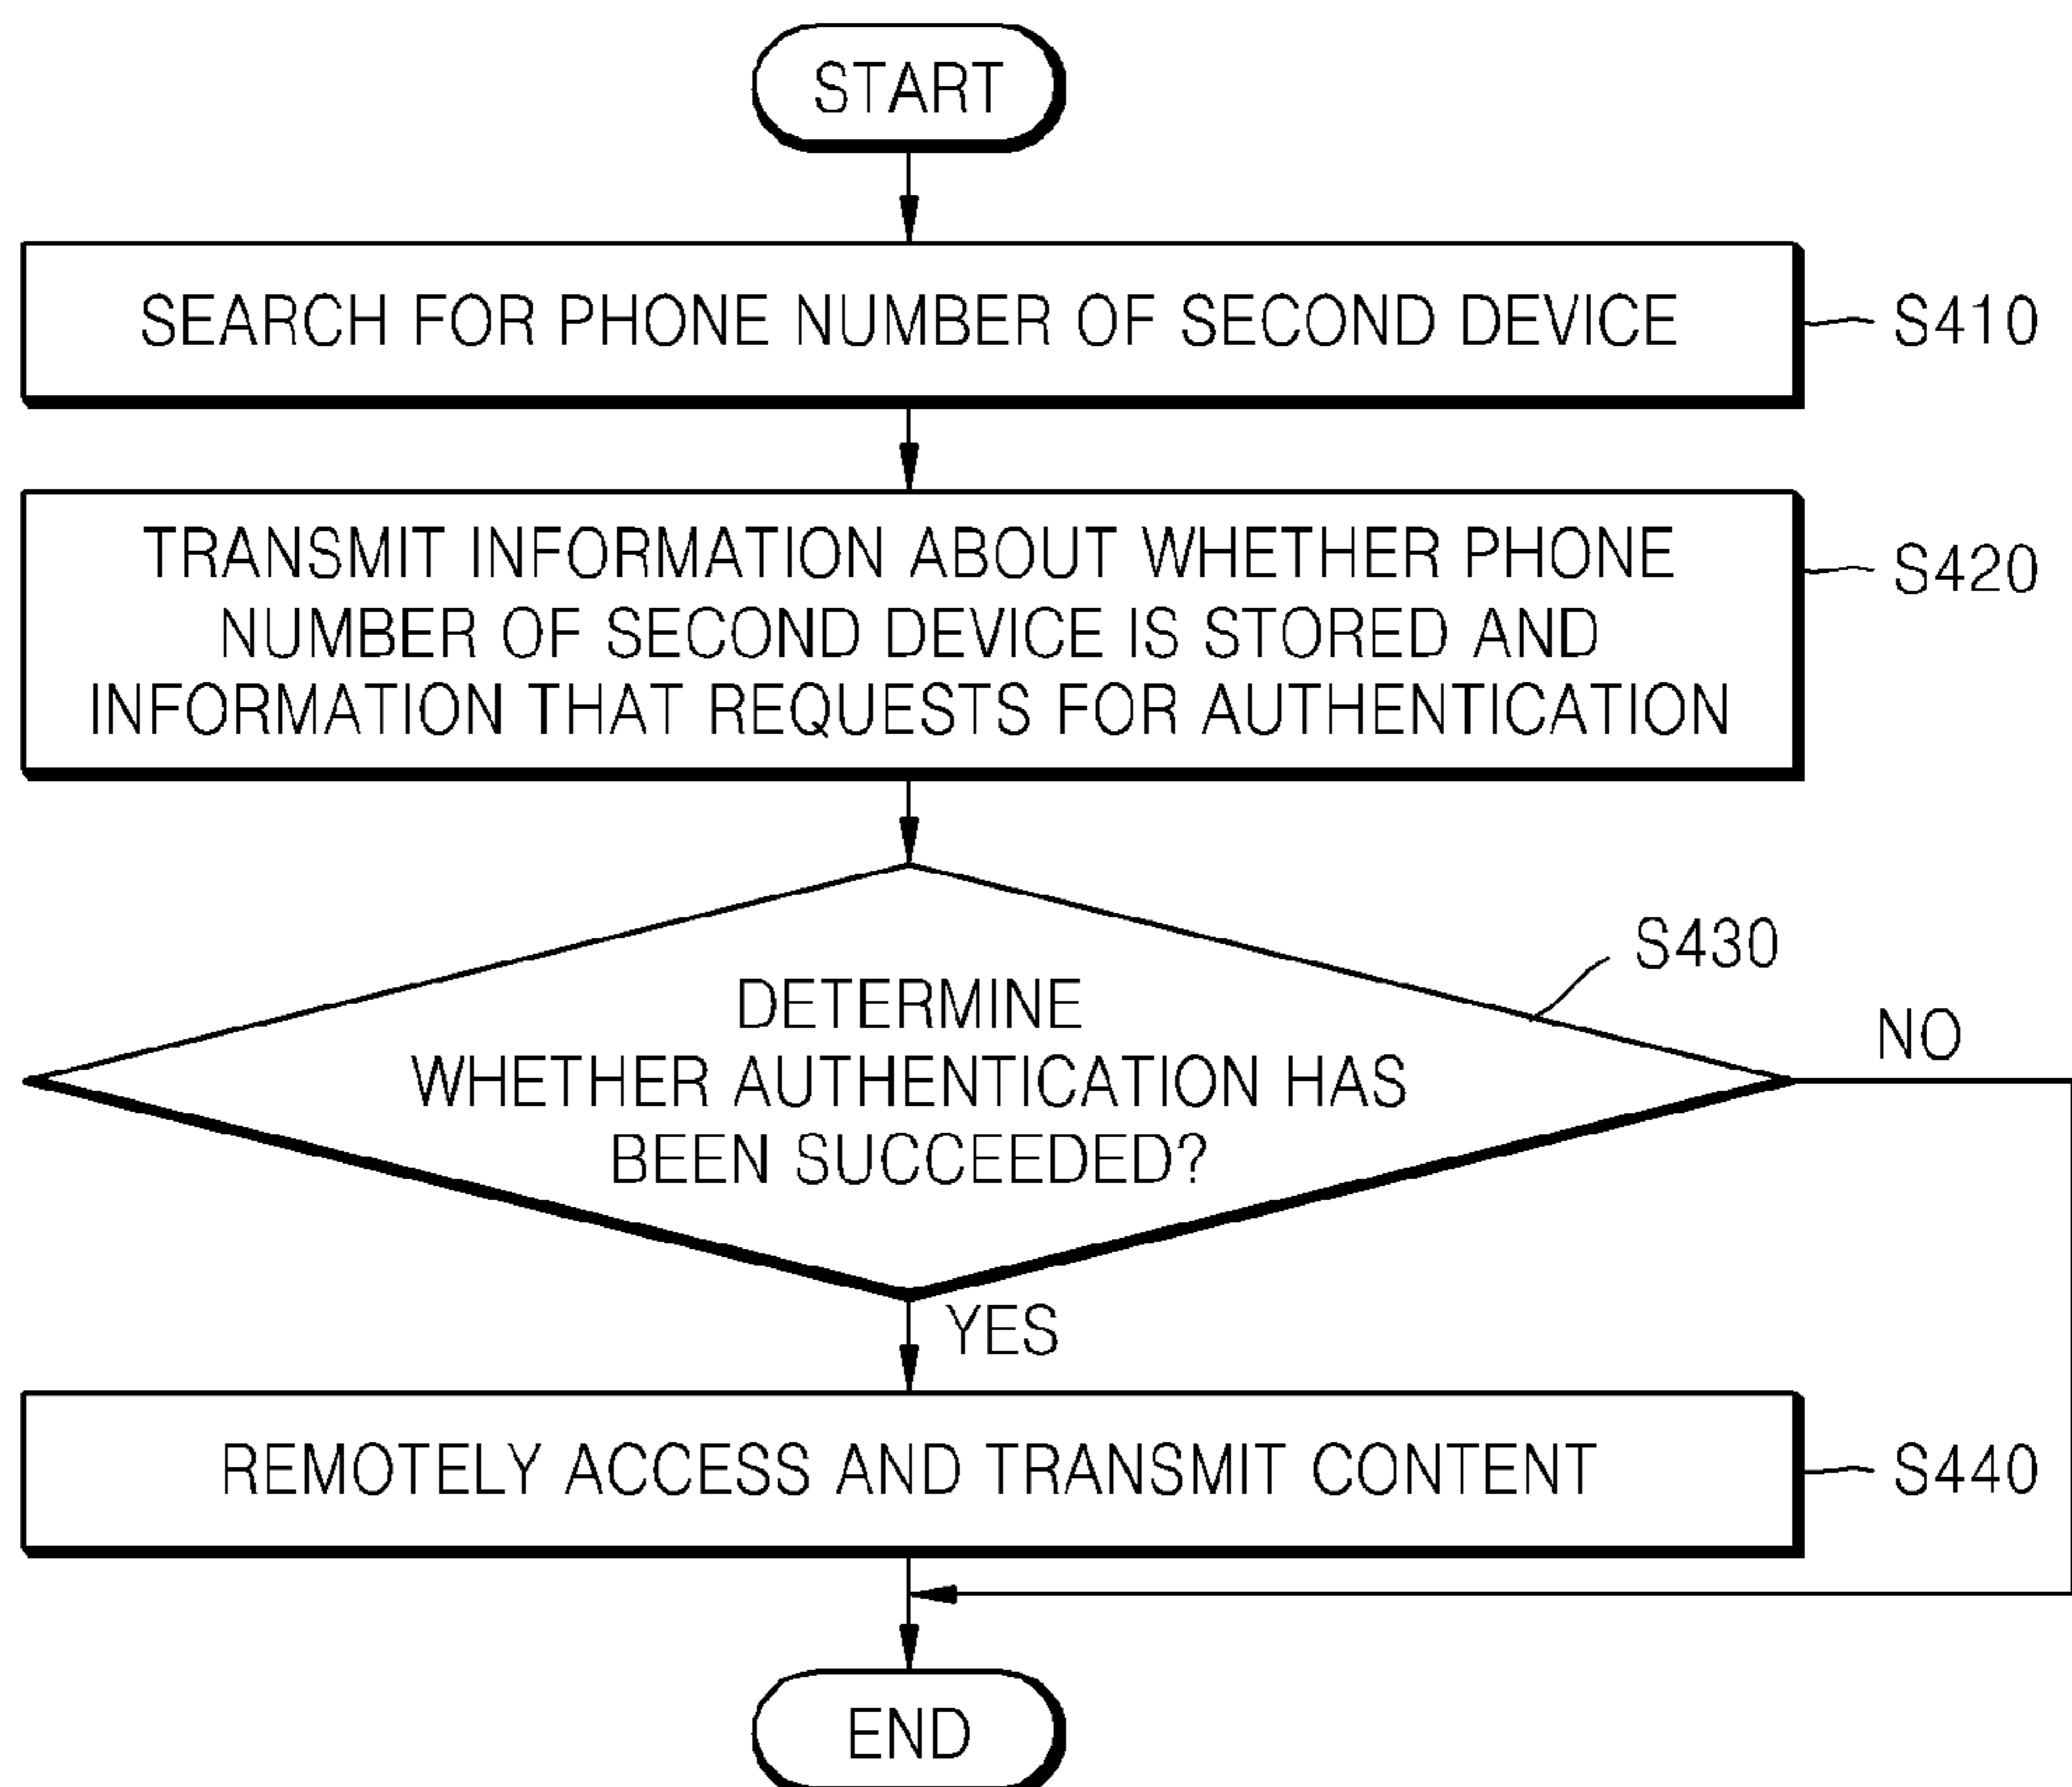 START
SEARCH FOR PHONE NUMBER OF SECOND DEVICE
S410
TRANSMIT INFORMATION ABOUT WHETHER PHONE
NUMBER OF SECOND DEVICE IS STORED AND
INFORMATION THAT REQUESTS FOR AUTHENTICATION
S420
S430
DETERMINE
WHETHER AUTHENTICATION HAS
BEEN SUCCEEDED?
NO
YES
REMOTELY ACCESS AND TRANSMIT CONTENT
S440
END